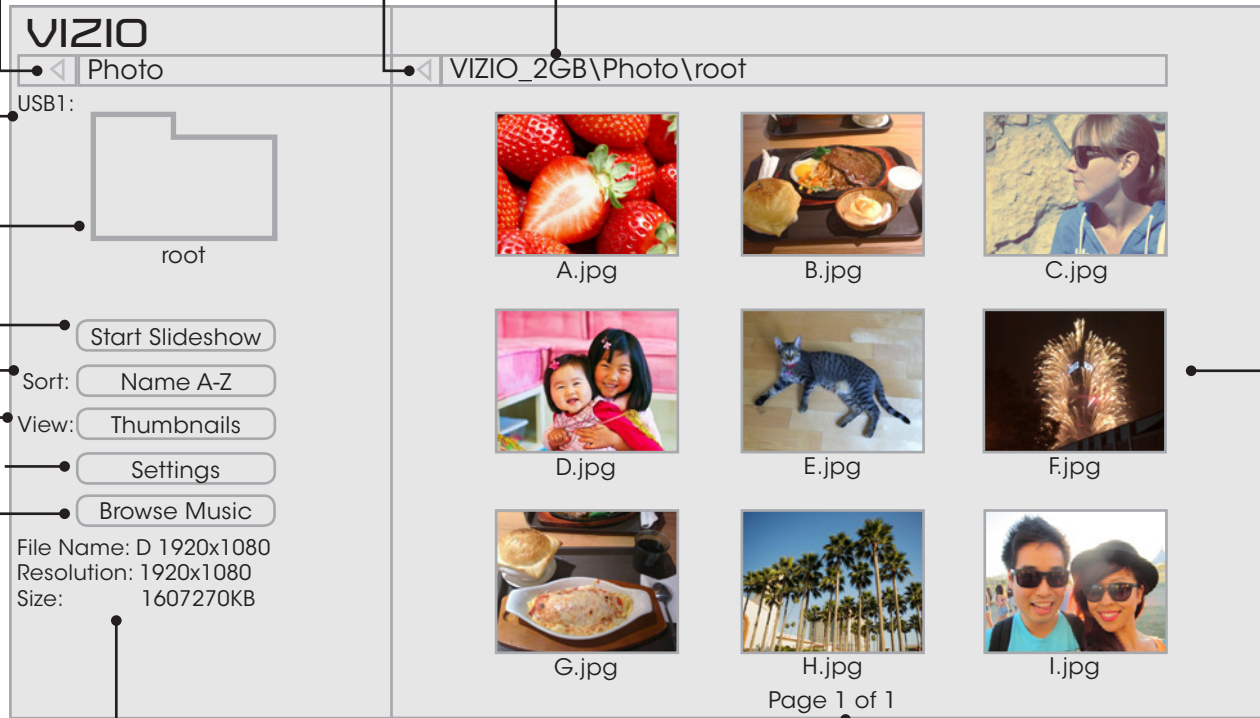 VIZIO
Photo
VIZIO_2GB\Photo\root
USB1:
root
Start Slideshow
Sort: Name A-Z
View: Thumbnails
Settings
Browse Music
File Name: D 1920x1080
Resolution: 1920x1080
Size: 1607270KB
A.jpg
B.jpg
C.jpg
D.jpg
E.jpg
F.jpg
G.jpg
H.jpg
I.jpg
Page 1 of 1